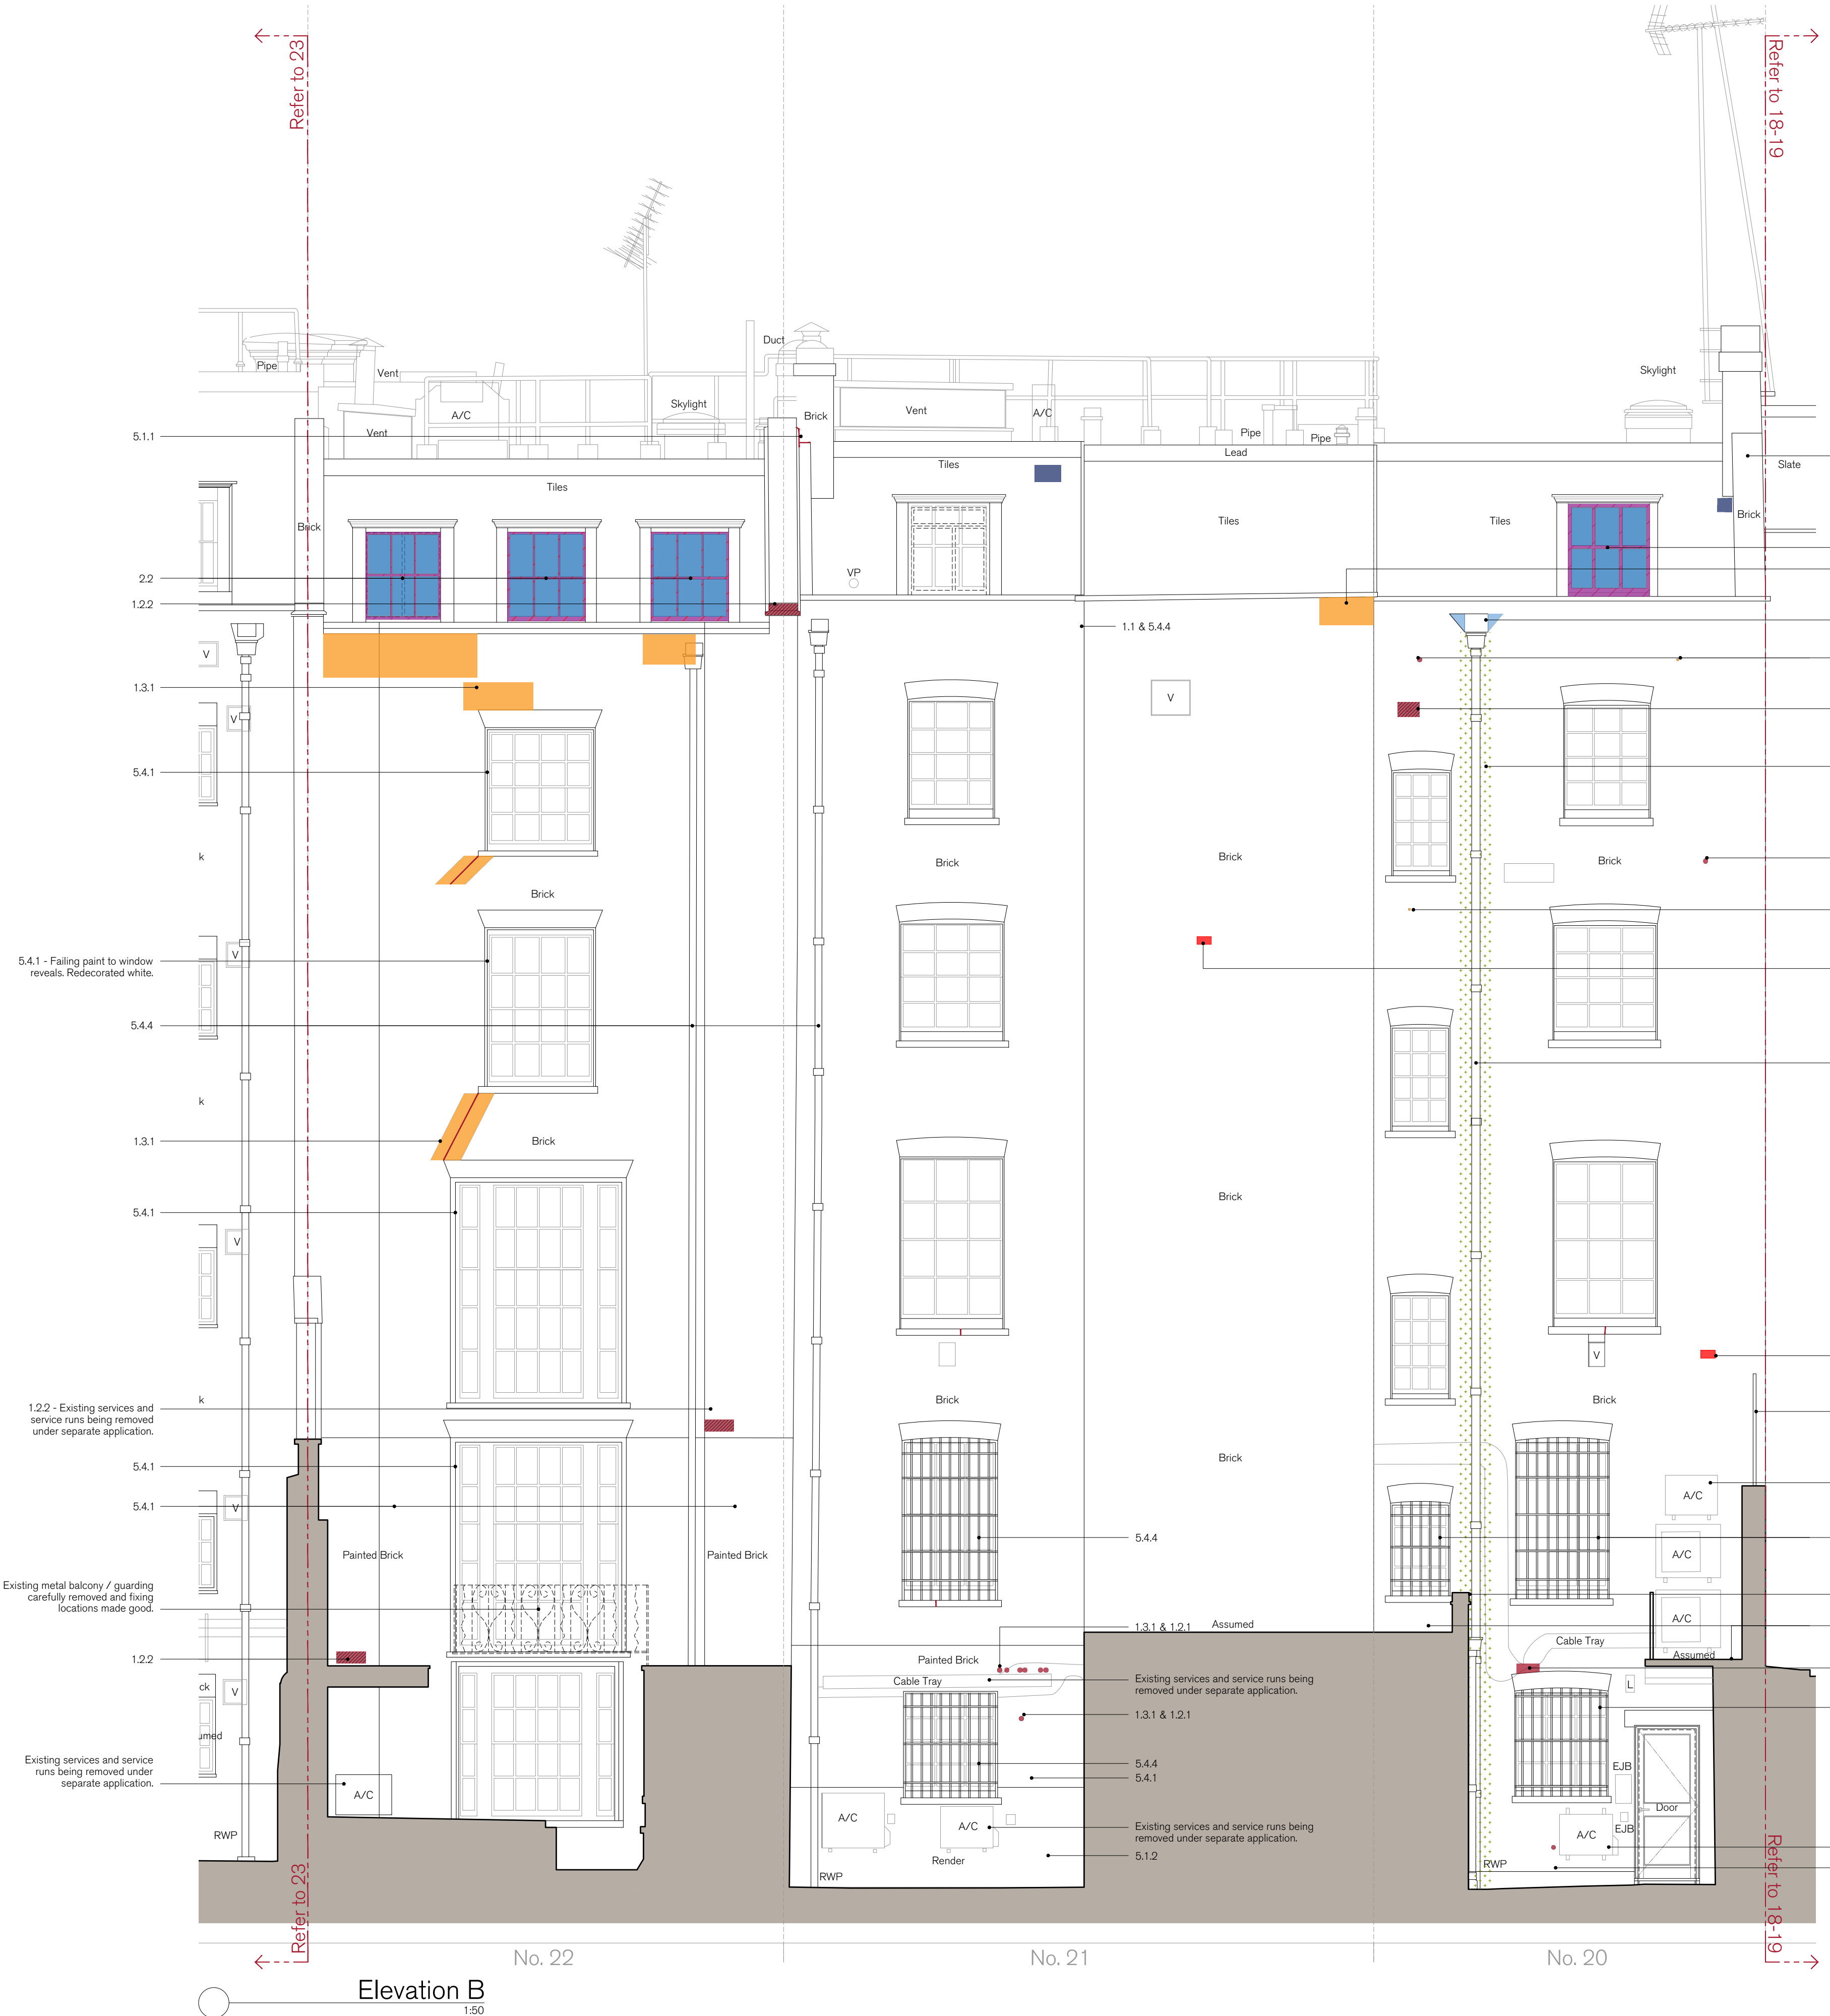 Refer to 23
Refer to 18-19
Duct
Pipe
Vent
Skylight
Skylight
A/C
Vent
A/C
Brick
Vent
Pipe
Pipe
5.1.1
Lead
Tiles
Slate
Tiles
Brick
Tiles
Tiles
Brick
2.2
VP
1.2.2
1.1 & 5.4.4
V
1.3.1
V
V
5.4.1
k
Brick
Brick
Brick
Brick
5.4.1 - Failing paint to window
reveals. Redecorated white.
V
5.4.4
k
1.3.1
Brick
Brick
5.4.1
V
V
k
Brick
Brick
1.2.2 - Existing services and
service runs being removed
under separate application.
Brick
5.4.1
A/C
5.4.1
V
5.4.4
Painted Brick
Painted Brick
A/C
Existing metal balcony / guarding
carefully removed and fixing
locations made good.
A/C
1.3.1 & 1.2.1
Assumed
Cable Tray
1.2.2
Painted Brick
Assumed
Cable Tray
Existing services and service runs being
removed under separate application.
ck
V
L
1.3.1 & 1.2.1
umed
Existing services and service
runs being removed under
separate application.
5.4.4
EJB
5.4.1
A/C
Door
A/C
A/C
Existing services and service runs being
removed under separate application.
EJB
A/C
RWP
5.1.2
Render
RWP
RWP
Refer to 23
Refer to 18-19
No. 22
No. 21
No. 20
Elevation B
1:50